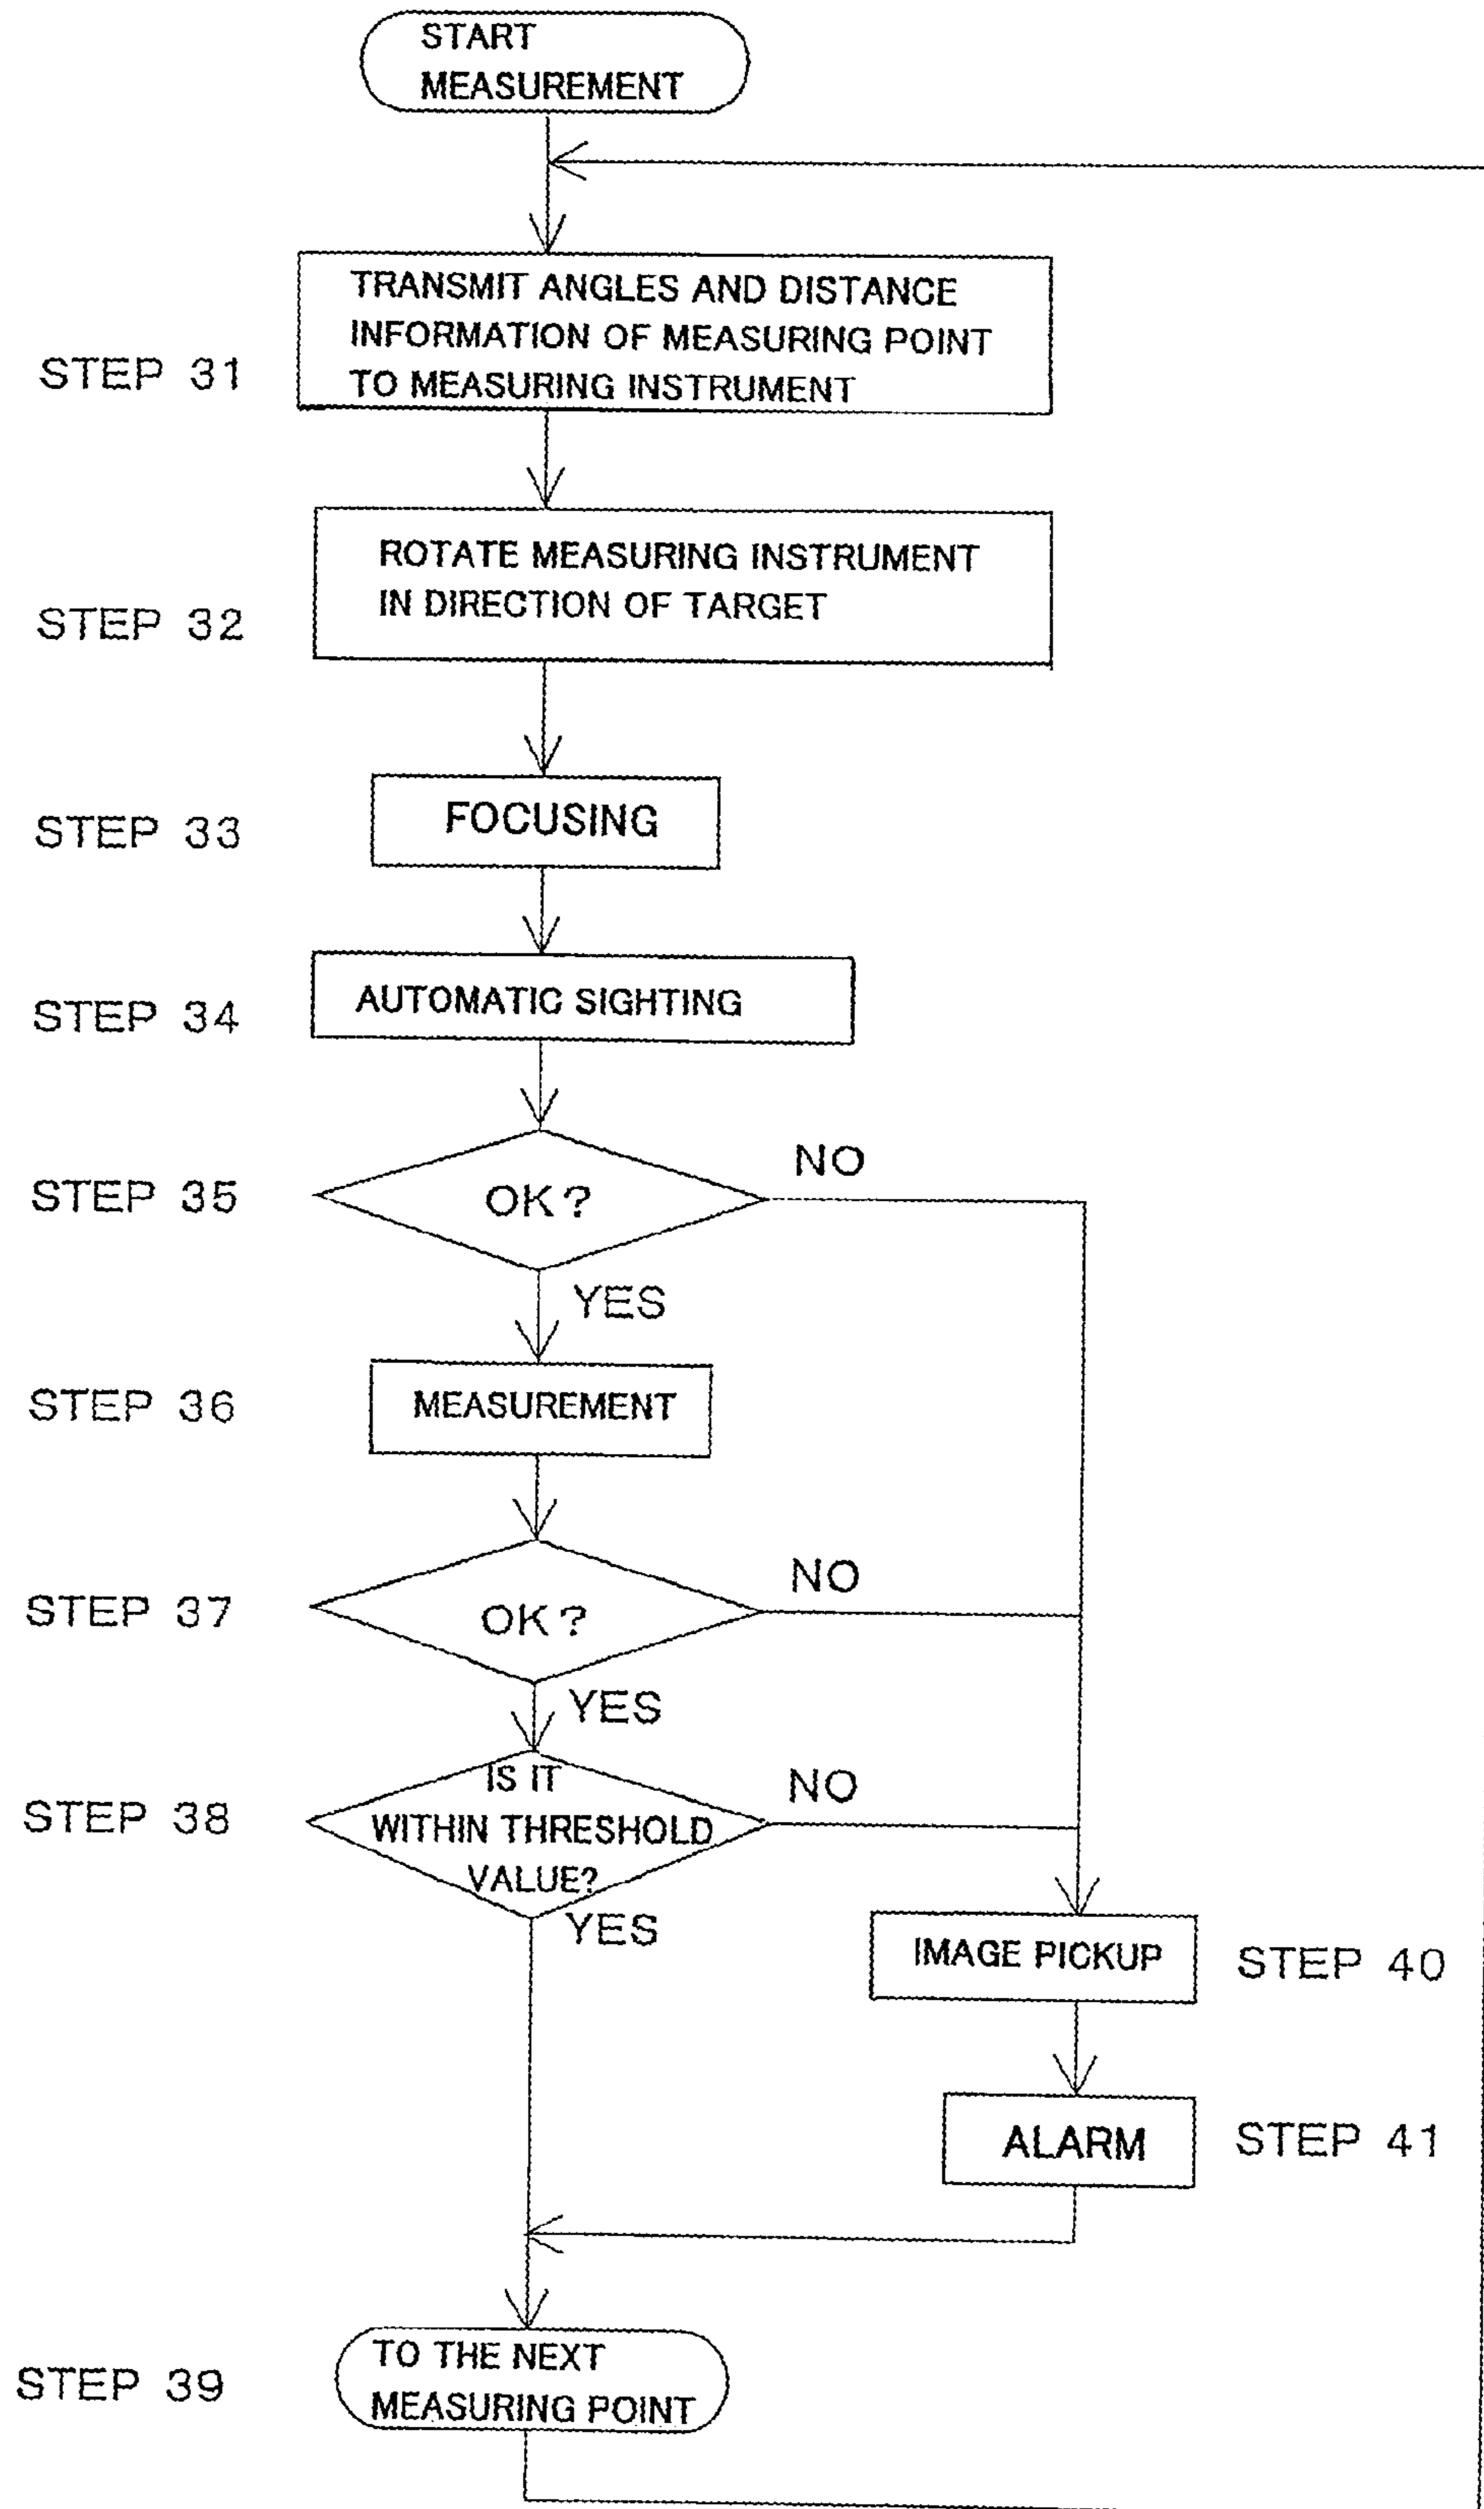 START
MEASUREMENT
STEP 31
TRANSMIT ANGLES AND DISTANCE
INFORMATION OF MEASURING POINT
TO MEASURING INSTRUMENT
STEP 32
ROTATE MEASURING INSTRUMENT
IN DIRECTION OF TARGET
STEP 33
FOCUSING
STEP 34
AUTOMATIC SIGHTING
STEP 35
OK?
NO
YES
STEP 36
MEASUREMENT
STEP 37
OK?
NO
YES
STEP 38
IS IT
WITHIN THRESHOLD
VALUE?
NO
YES
IMAGE PICKUP
STEP 40
ALARM
STEP 41
STEP 39
TO THE NEXT
MEASURING POINT